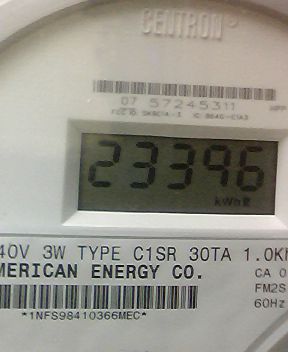 CENTRON®
07 57245311
23396
kWh
40V 3W TYPE C1SR 30TA 1.0K
MERICAN ENERGY CO.
CA 0
FM2S
60Hz
*1NFS98410366MEC*